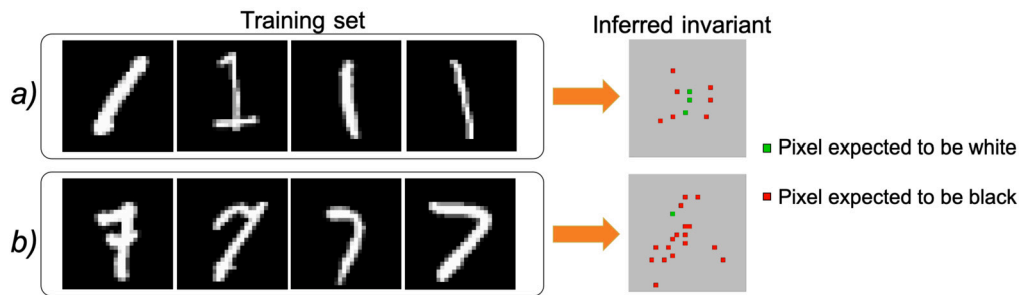 Training set
Inferred invariant
a)
Pixel expected to be white
Pixel expected to be black
b)